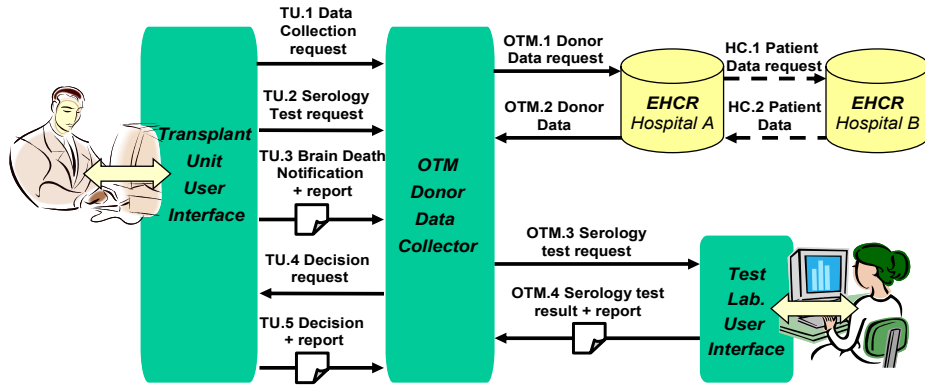 TU.1 Data
Collection
request
TU.2 Serology
Test request
TU.3 Brain Death
Notification
+ report
TU.4 Decision
request
TU.5 Decision
+ report
Transplant
Unit
User
Interface
OTM
Donor
Data
Collector
OTM.1 Donor
Data request
OTM.2 Donor
Data
EHCR
Hospital A
HC.1 Patient
Data request
HC.2 Patient
Data
EHCR
Hospital B
OTM.3 Serology
test request
OTM.4 Serology test
result + report
Test
Lab.
User
Interface